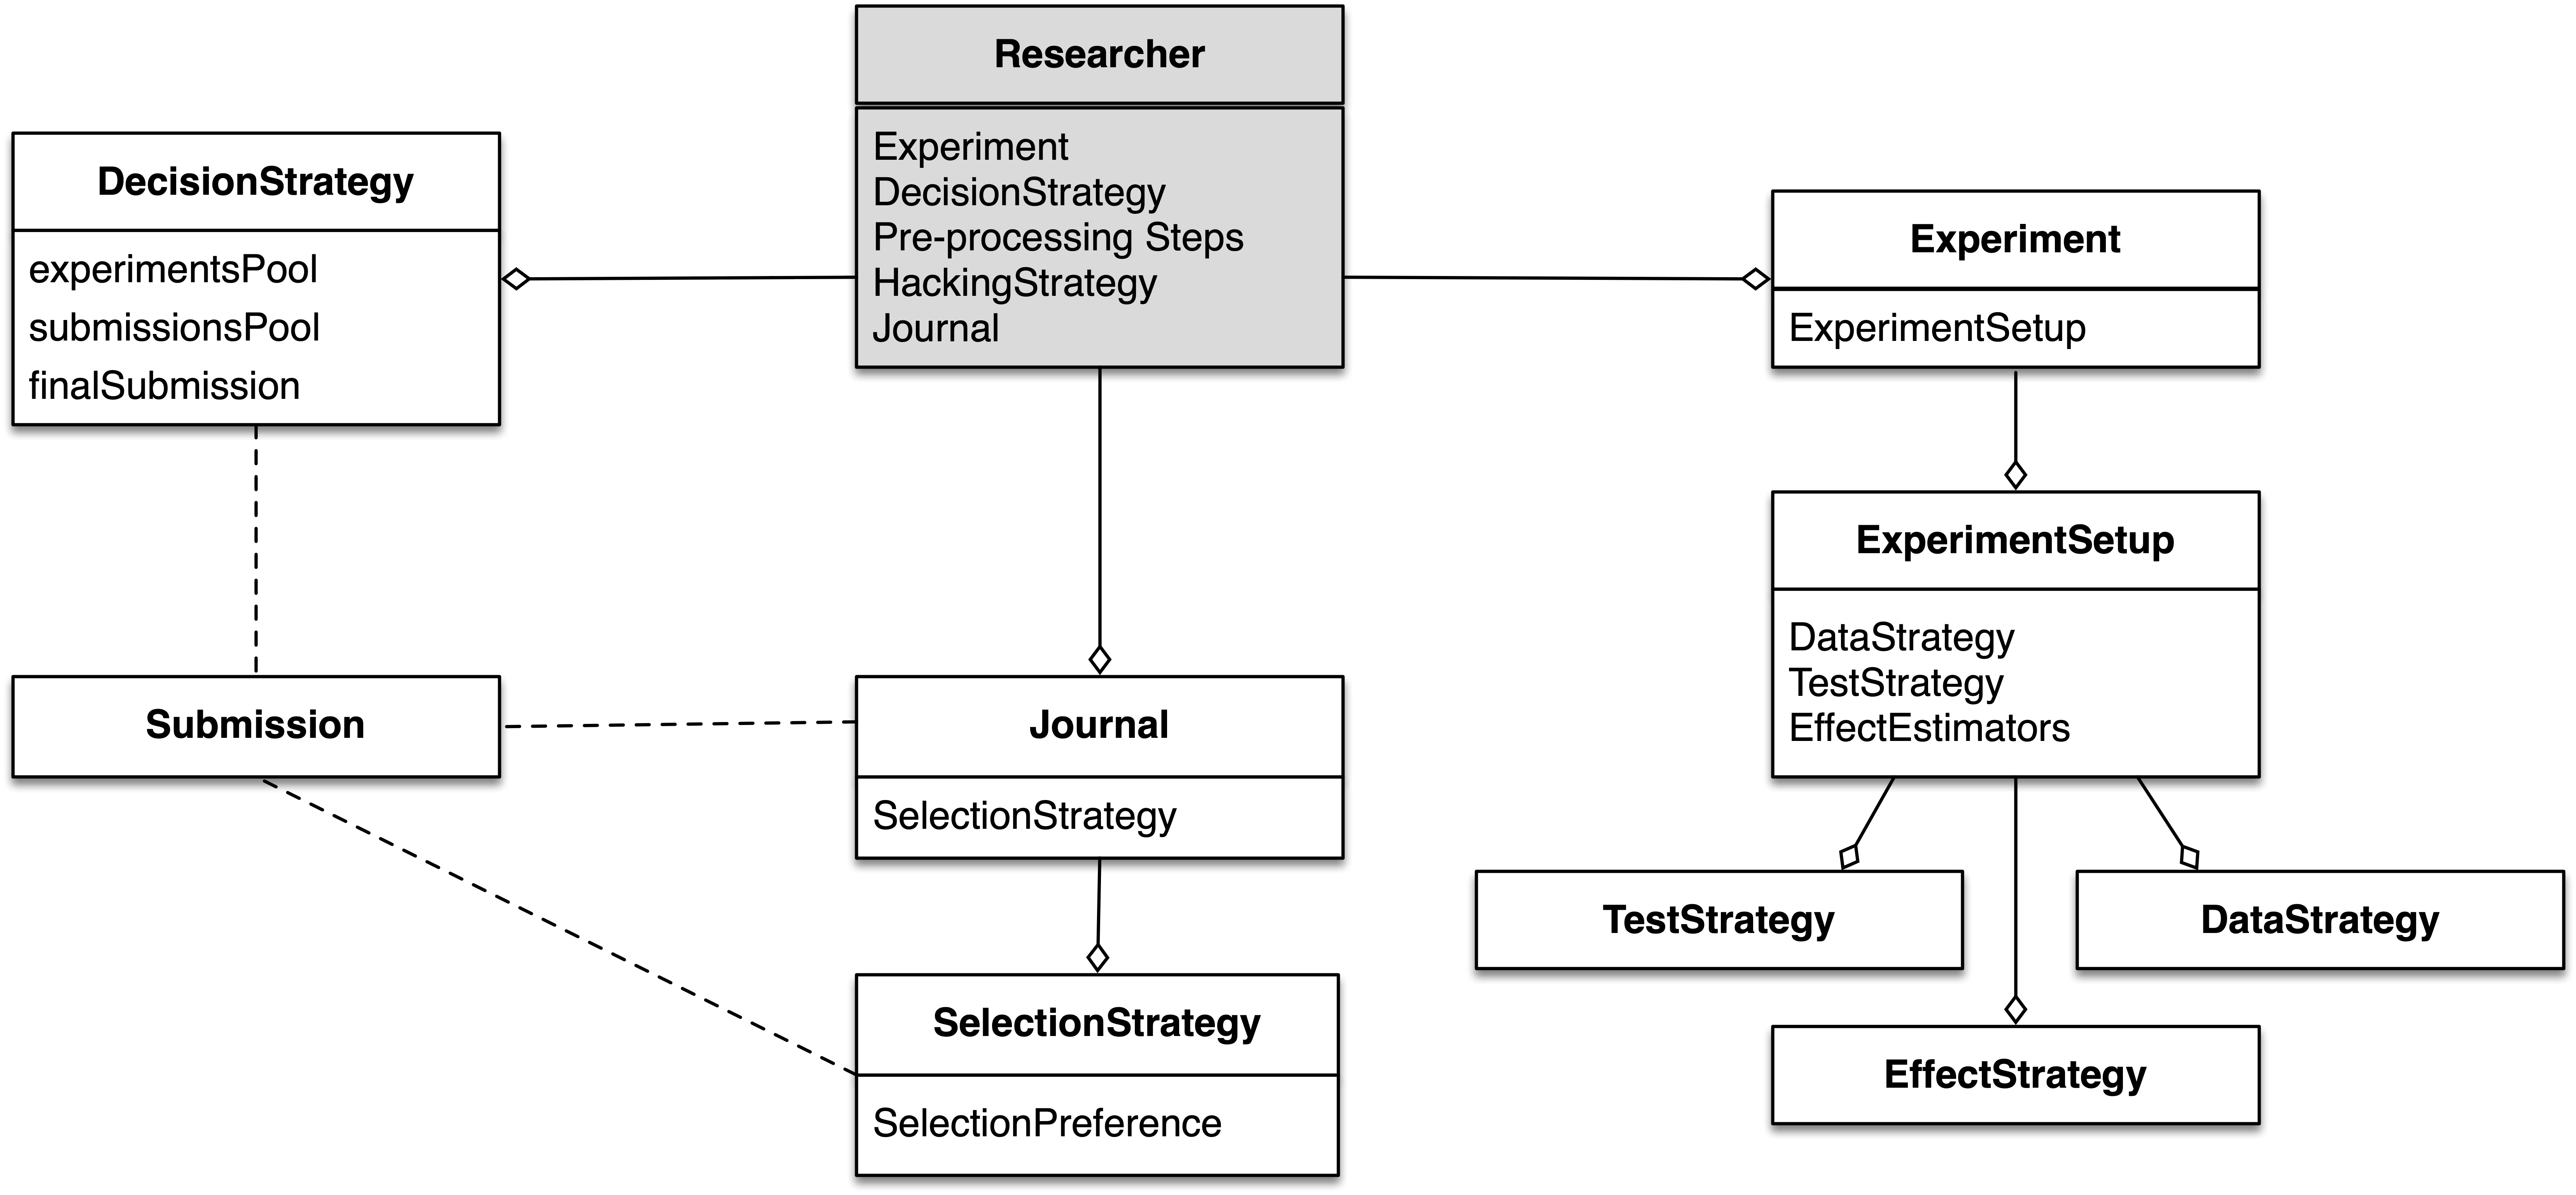 Researcher
Experiment
DecisionStrategy
Pre-processing Steps
HackingStrategy
Journal
DecisionStrategy
experimentsPool
submissionsPool
finalSubmission
Experiment
ExperimentSetup
ExperimentSetup
DataStrategy
TestStrategy
EffectEstimators
Submission
Journal
SelectionStrategy
TestStrategy
DataStrategy
SelectionStrategy
SelectionPreference
EffectStrategy